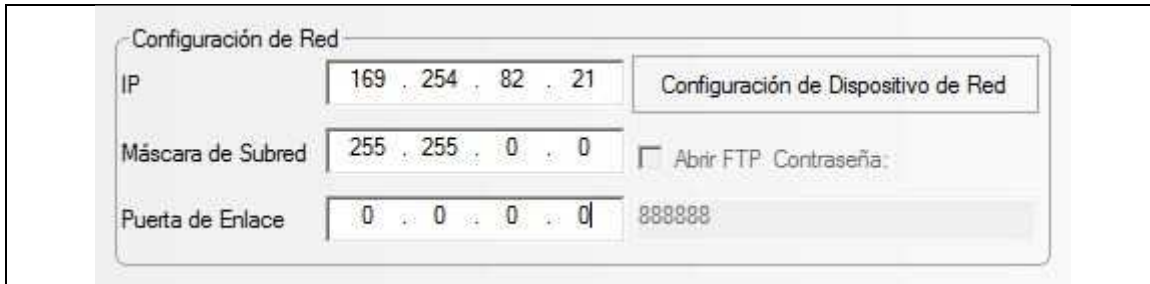 Configuración de Red
IP 169 . 254 . 82 . 21 Configuración de Dispositivo de Red
Máscara de Subred 255 . 255 . 0 . 0 Abrir FTP Contraseña:
Puerta de Enlace 0 . 0 . 0 . 0 888888